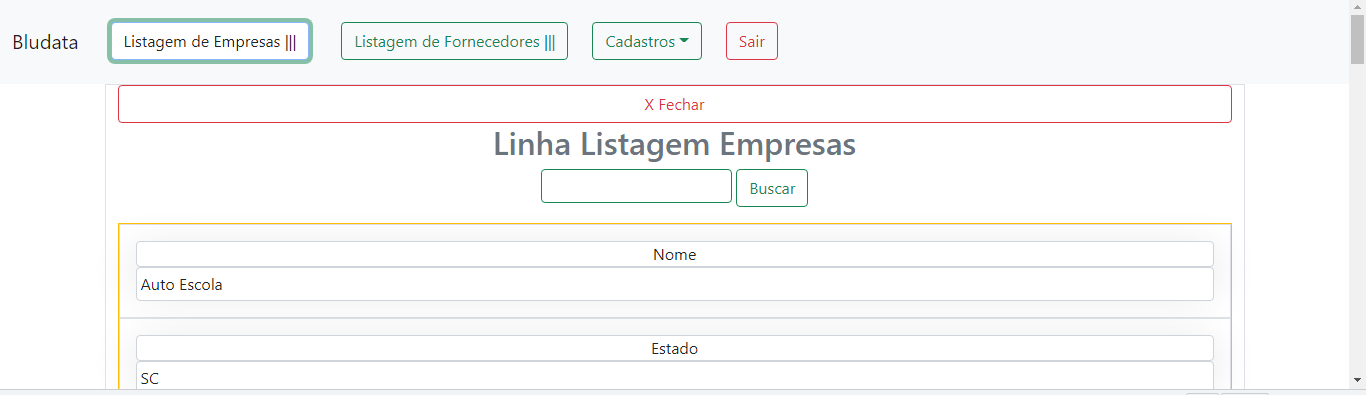 Bludata Listagem de Empresas ||| Listagem de Fornecedores ||| Cadastros Sair
X Fechar
Linha Listagem Empresas
Buscar
Nome
Auto Escola
Estado
SC